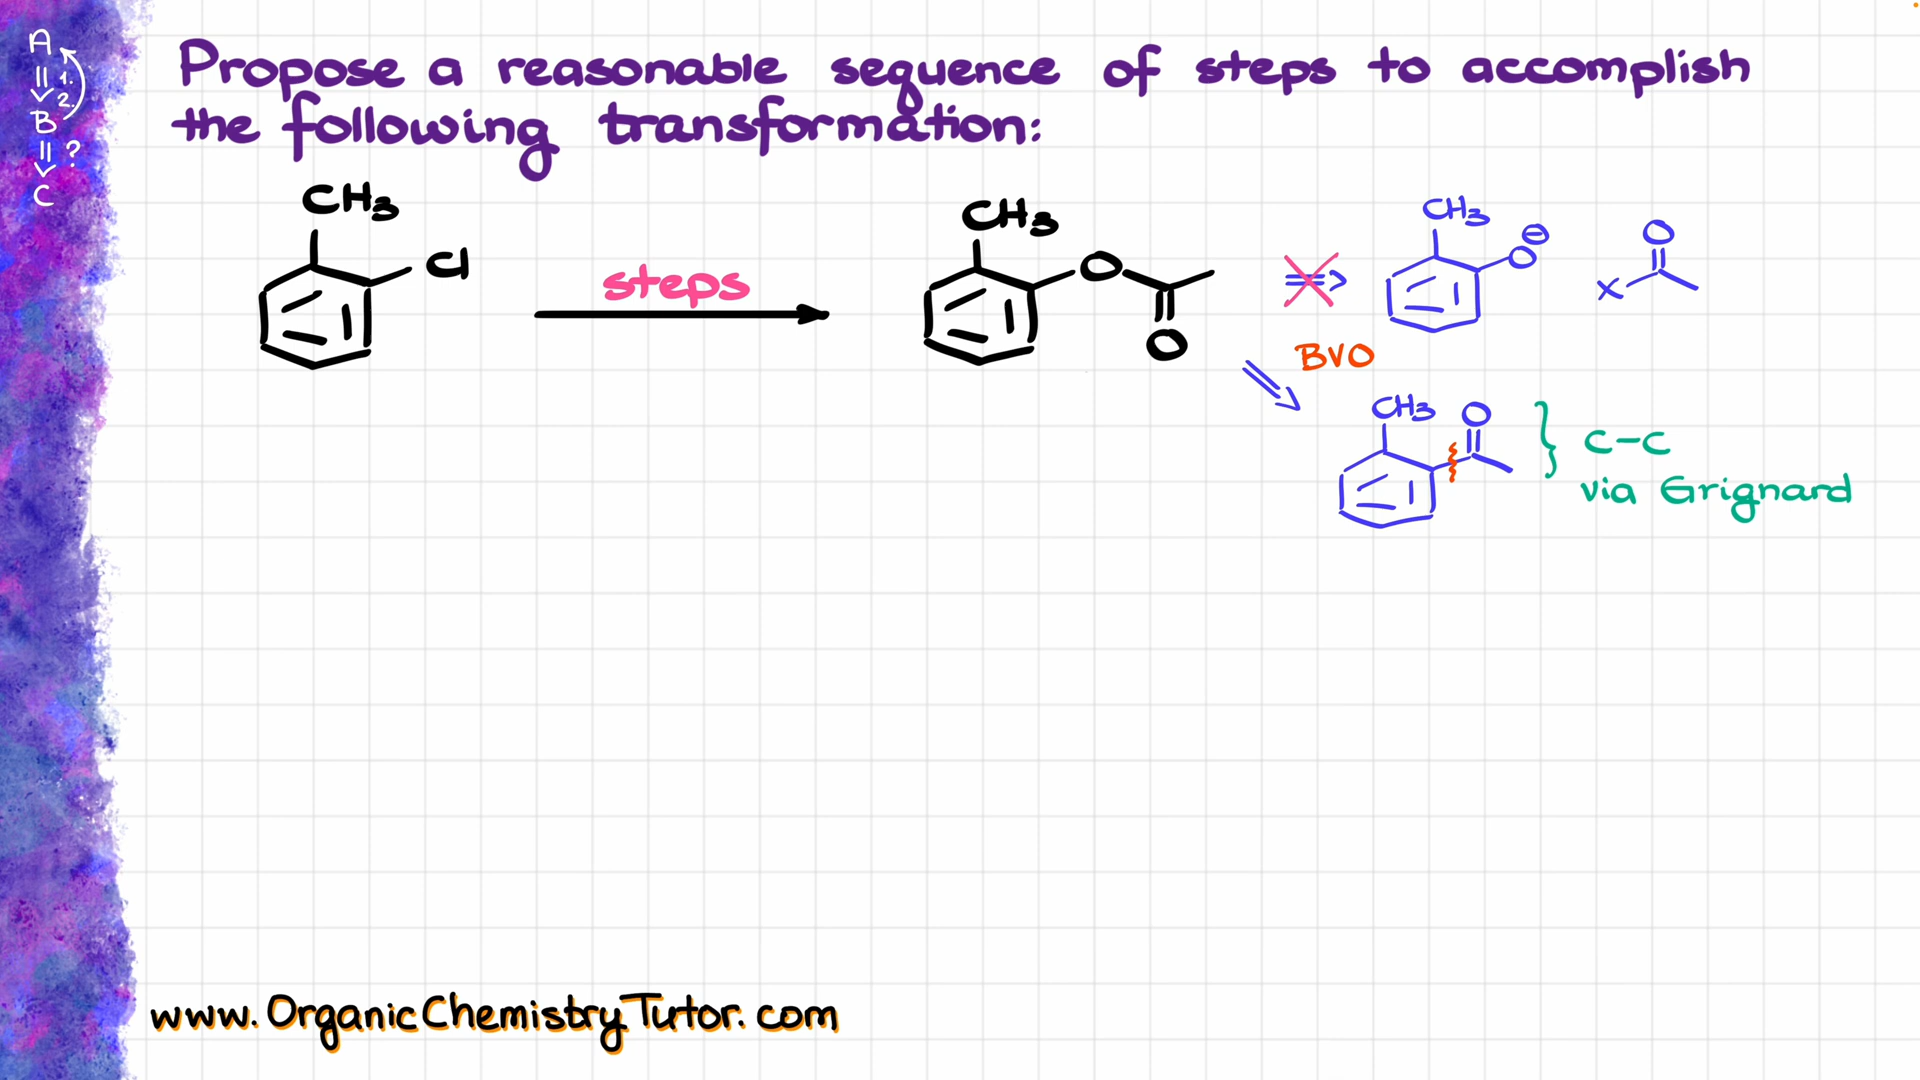 Propose a reasonable sequence of steps to accomplish
the following transformation:
A
1.
2.
B
?
C
CH3
Cl
steps
CH3
O
O
CH3
O⊖
X
O
BVO
CH3
O
} C-C
via Grignard
www.OrganicChemistryTutor.com